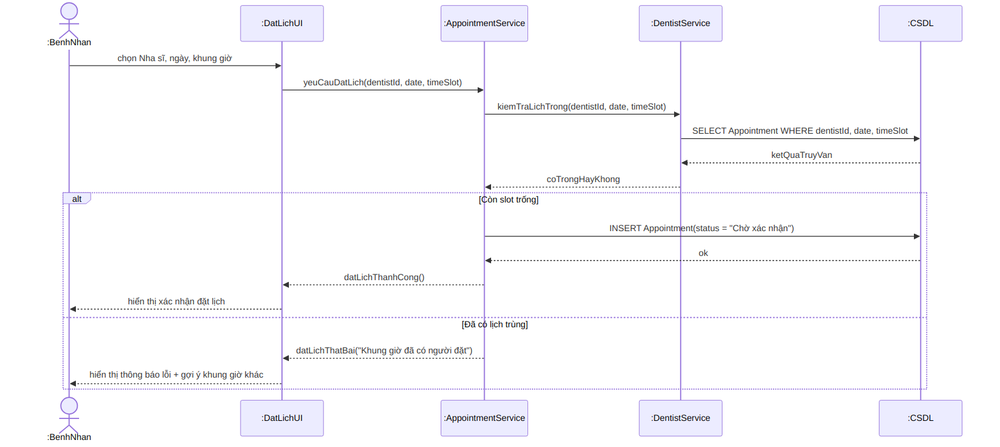 :DatLichUI
:AppointmentService
:DentistService
:CSDL
:BenhNhan
chọn Nha sĩ, ngày, khung giờ
yeuCauDatLich(dentistId, date, timeSlot)
kiemTraLichTrong(dentistId, date, timeSlot)
SELECT Appointment WHERE dentistId, date, timeSlot
ketQuaTruyVan
coTrongHayKhong
alt
[Còn slot trống]
INSERT Appointment(status = "Chờ xác nhận")
ok
datLichThanhCong()
hiển thị xác nhận đặt lịch
[Đã có lịch trùng]
datLichThatBai("Khung giờ đã có người đặt")
hiển thị thông báo lỗi + gợi ý khung giờ khác
:DatLichUI
:AppointmentService
:DentistService
:CSDL
:BenhNhan